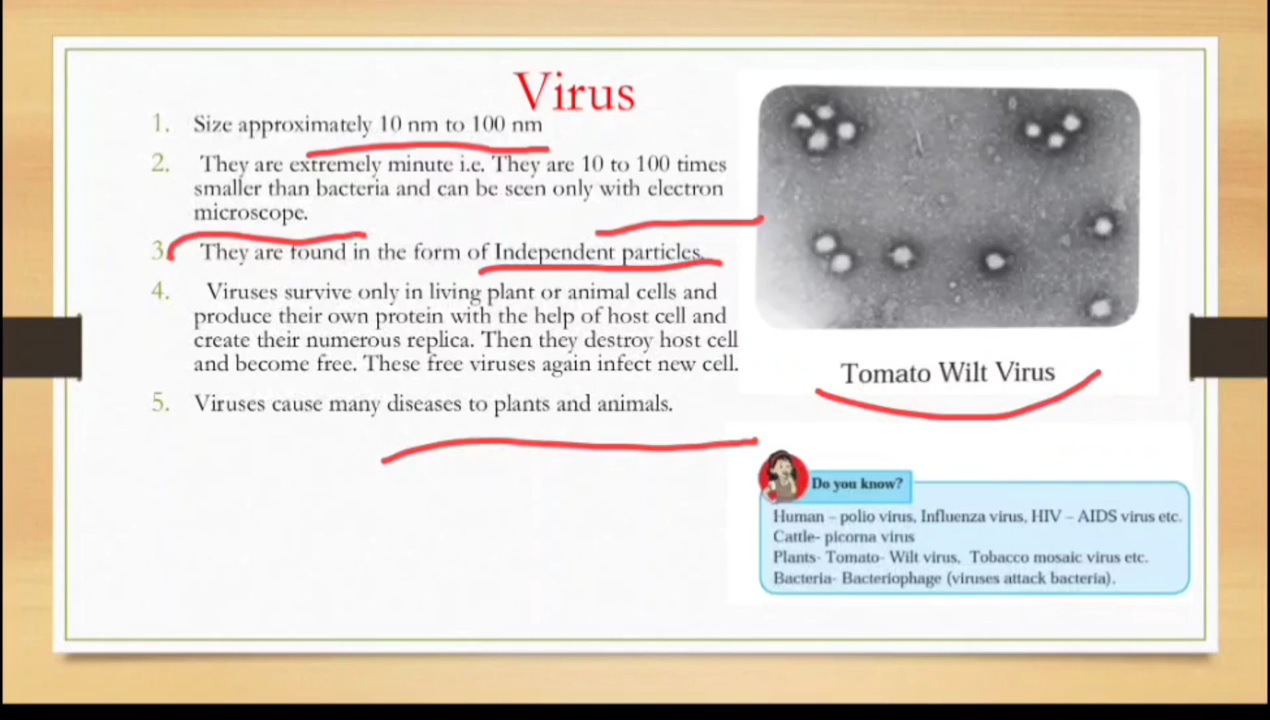 Virus
1. Size approximately 10 nm to 100 nm
2. They are extremely minute i.e. They are 10 to 100 times
smaller than bacteria and can be seen only with electron
microscope.
3. They are found in the form of Independent particles.
4. Viruses survive only in living plant or animal cells and
produce their own protein with the help of host cell and
create their numerous replica. Then they destroy host cell
and become free. These free viruses again infect new cell.
5. Viruses cause many diseases to plants and animals.
Tomato Wilt Virus
Do you know?
Human – polio virus, Influenza virus, HIV – AIDS virus etc.
Cattle- picorna virus
Plants- Tomato- Wilt virus, Tobacco mosaic virus etc.
Bacteria- Bacteriophage (viruses attack bacteria).